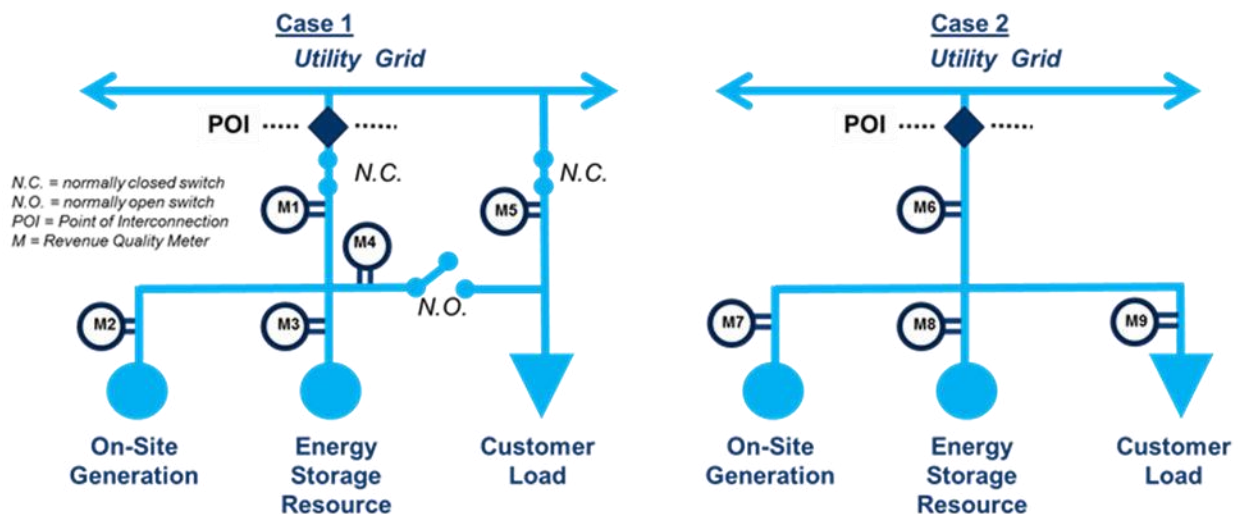 Case 1
Utility Grid
POI
N.C.
N.C.
N.C. = normally closed switch
N.O. = normally open switch
POI = Point of Interconnection
M = Revenue Quality Meter
M1
M5
M4
N.O.
M2
M3
On-Site
Generation
Energy
Storage
Resource
Customer
Load
Case 2
Utility Grid
POI
M6
M7
M8
M9
On-Site
Generation
Energy
Storage
Resource
Customer
Load